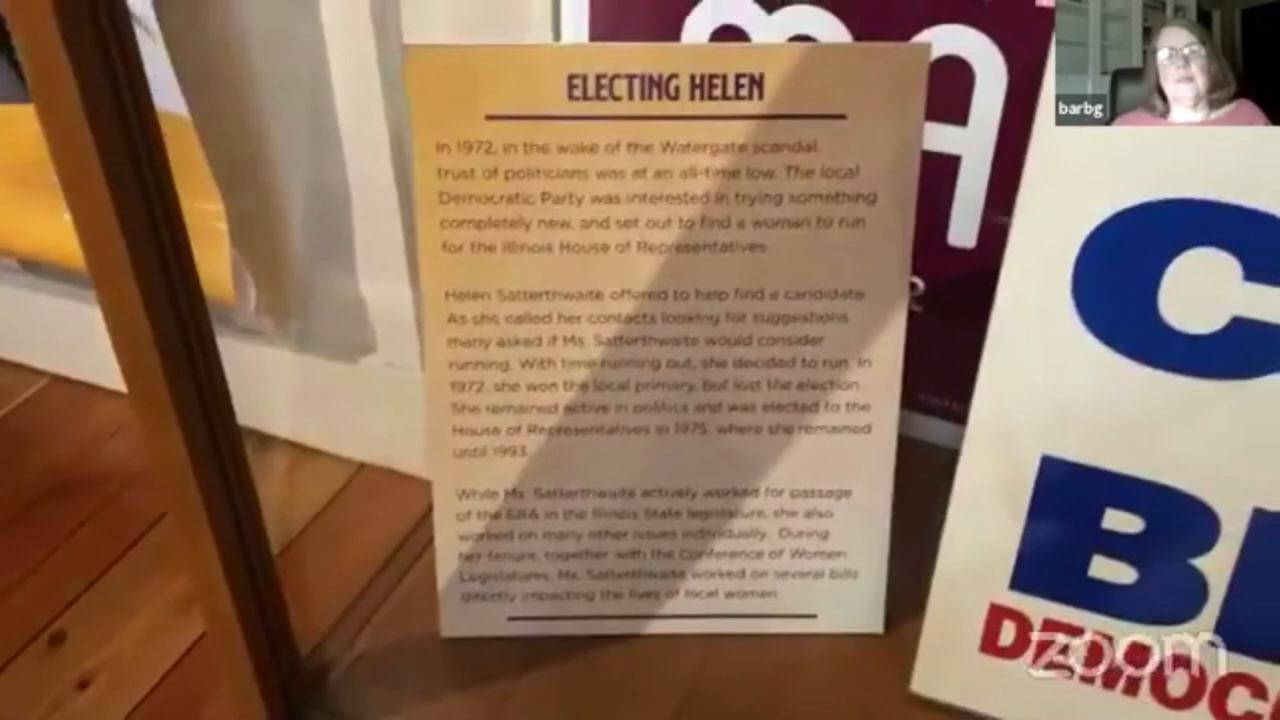 ELECTING HELEN
In 1972, in the wake of the Watergate scandal,
trust of politicians was at an all-time low. The local
Democratic Party was interested in trying something
completely new, and set out to find a woman to run
for the Illinois House of Representatives.
Helen Satterthwaite offered to help find a candidate.
As she called her contacts looking for suggestions
many asked if Ms. Satterthwaite would consider
running. With time running out, she decided to run. In
1972, she won the local primary, but lost the election.
She remained active in politics and was elected to the
House of Representatives in 1975, where she remained
until 1993.
While Ms. Satterthwaite actively worked for passage
of the ERA in the Illinois State legislature, she also
worked on many other issues individually. During
her tenure, together with the Conference of Women
Legislatures, Ms. Satterthwaite worked on several bills
directly impacting the lives of local women.
A
2
C
B
DEMOC
barbg
zoom